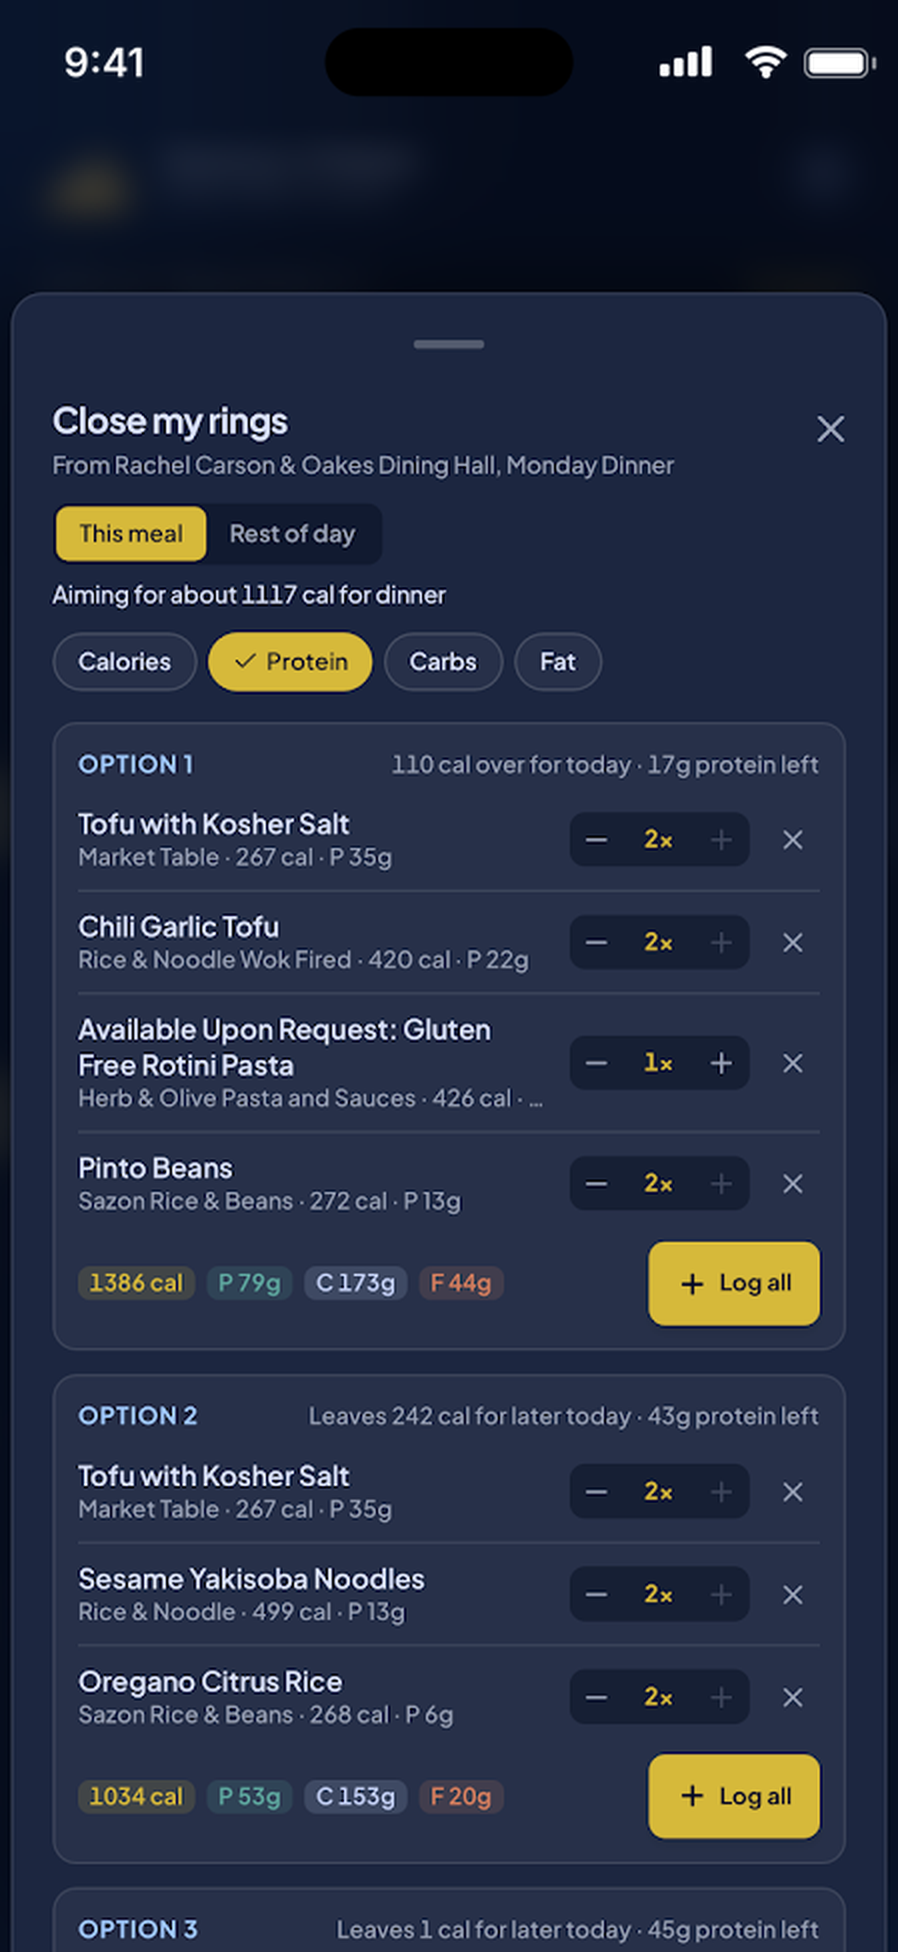 9:41
Close my rings
From Rachel Carson & Oakes Dining Hall, Monday Dinner
This meal Rest of day
Aiming for about 1117 cal for dinner
Calories Protein Carbs Fat
OPTION 1 110 cal over for today · 17g protein left
Tofu with Kosher Salt
Market Table · 267 cal · P 35g
− 2× +
Chili Garlic Tofu
Rice & Noodle Wok Fired · 420 cal · P 22g
− 2× +
Available Upon Request: Gluten
Free Rotini Pasta
Herb & Olive Pasta and Sauces · 426 cal · ...
− 1× +
Pinto Beans
Sazon Rice & Beans · 272 cal · P 13g
− 2× +
1386 cal P 79g C 173g F 44g + Log all
OPTION 2 Leaves 242 cal for later today · 43g protein left
Tofu with Kosher Salt
Market Table · 267 cal · P 35g
− 2× +
Sesame Yakisoba Noodles
Rice & Noodle · 499 cal · P 13g
− 2× +
Oregano Citrus Rice
Sazon Rice & Beans · 268 cal · P 6g
− 2× +
1034 cal P 53g C 153g F 20g + Log all
OPTION 3 Leaves 1 cal for later today · 45g protein left